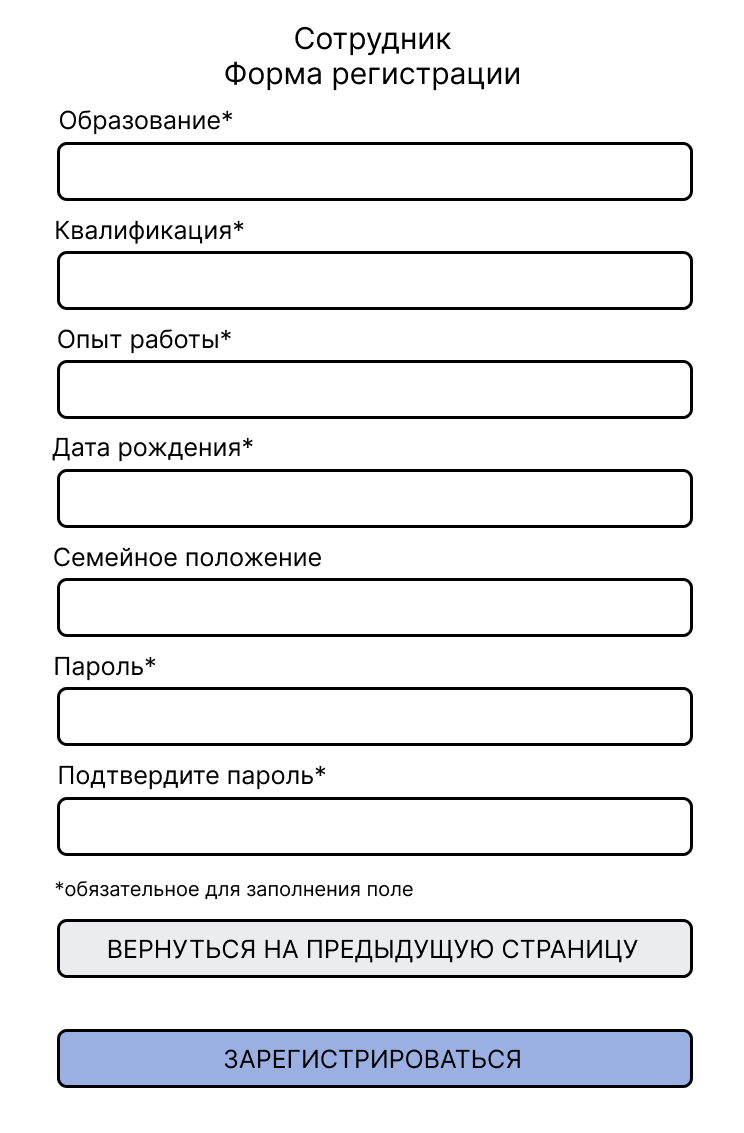 Сотрудник
Форма регистрации
Образование*
Квалификация*
Опыт работы*
Дата рождения*
Семейное положение
Пароль*
Подтвердите пароль*
*обязательное для заполнения поле
ВЕРНУТЬСЯ НА ПРЕДЫДУЩУЮ СТРАНИЦУ
ЗАРЕГИСТРИРОВАТЬСЯ